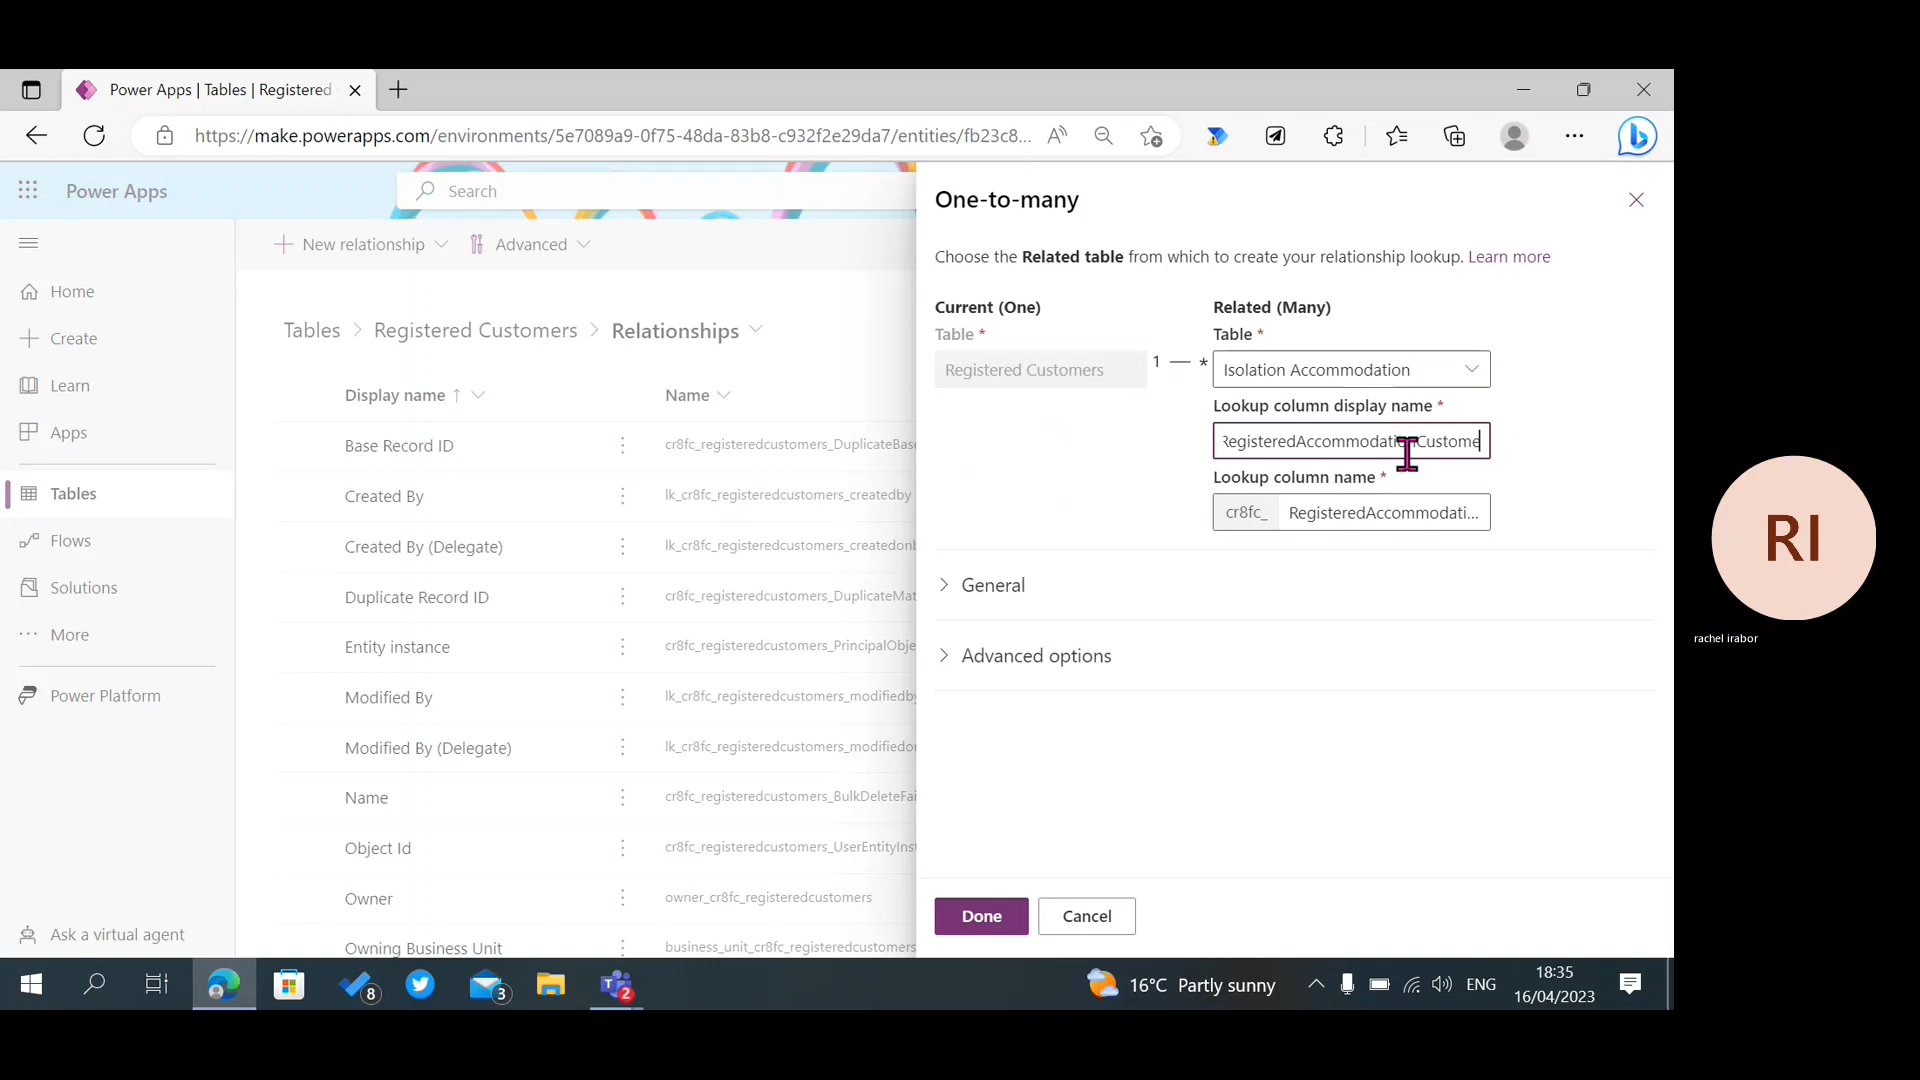 Power Apps | Tables | Registered
https://make.powerapps.com/environments/5e7089a9-0f75-48da-83b8-c932f2e29da7/entities/fb23c8...
Power Apps
Search
New relationship
Advanced
Home
Create
Learn
Apps
Tables
Flows
Solutions
More
Power Platform
Ask a virtual agent
Tables > Registered Customers > Relationships
Display name ↑ Name
Base Record ID cr8fc_registeredcustomers_DuplicateBase
Created By lk_cr8fc_registeredcustomers_createdby
Created By (Delegate) lk_cr8fc_registeredcustomers_createdonb
Duplicate Record ID cr8fc_registeredcustomers_DuplicateMat
Entity instance cr8fc_registeredcustomers_PrincipalObje
Modified By lk_cr8fc_registeredcustomers_modifiedby
Modified By (Delegate) lk_cr8fc_registeredcustomers_modifiedon
Name cr8fc_registeredcustomers_BulkDeleteFai
Object Id cr8fc_registeredcustomers_UserEntityInst
Owner owner_cr8fc_registeredcustomers
Owning Business Unit business_unit_cr8fc_registeredcustomers
One-to-many
Choose the Related table from which to create your relationship lookup. Learn more
Current (One)
Table *
Registered Customers
1 — *
Related (Many)
Table *
Isolation Accommodation
Lookup column display name *
RegisteredAccommodationCustome
Lookup column name *
cr8fc_ RegisteredAccommodati...
General
Advanced options
Done
Cancel
RI
rachel irabor
8
3
2
16°C Partly sunny
ENG
18:35
16/04/2023